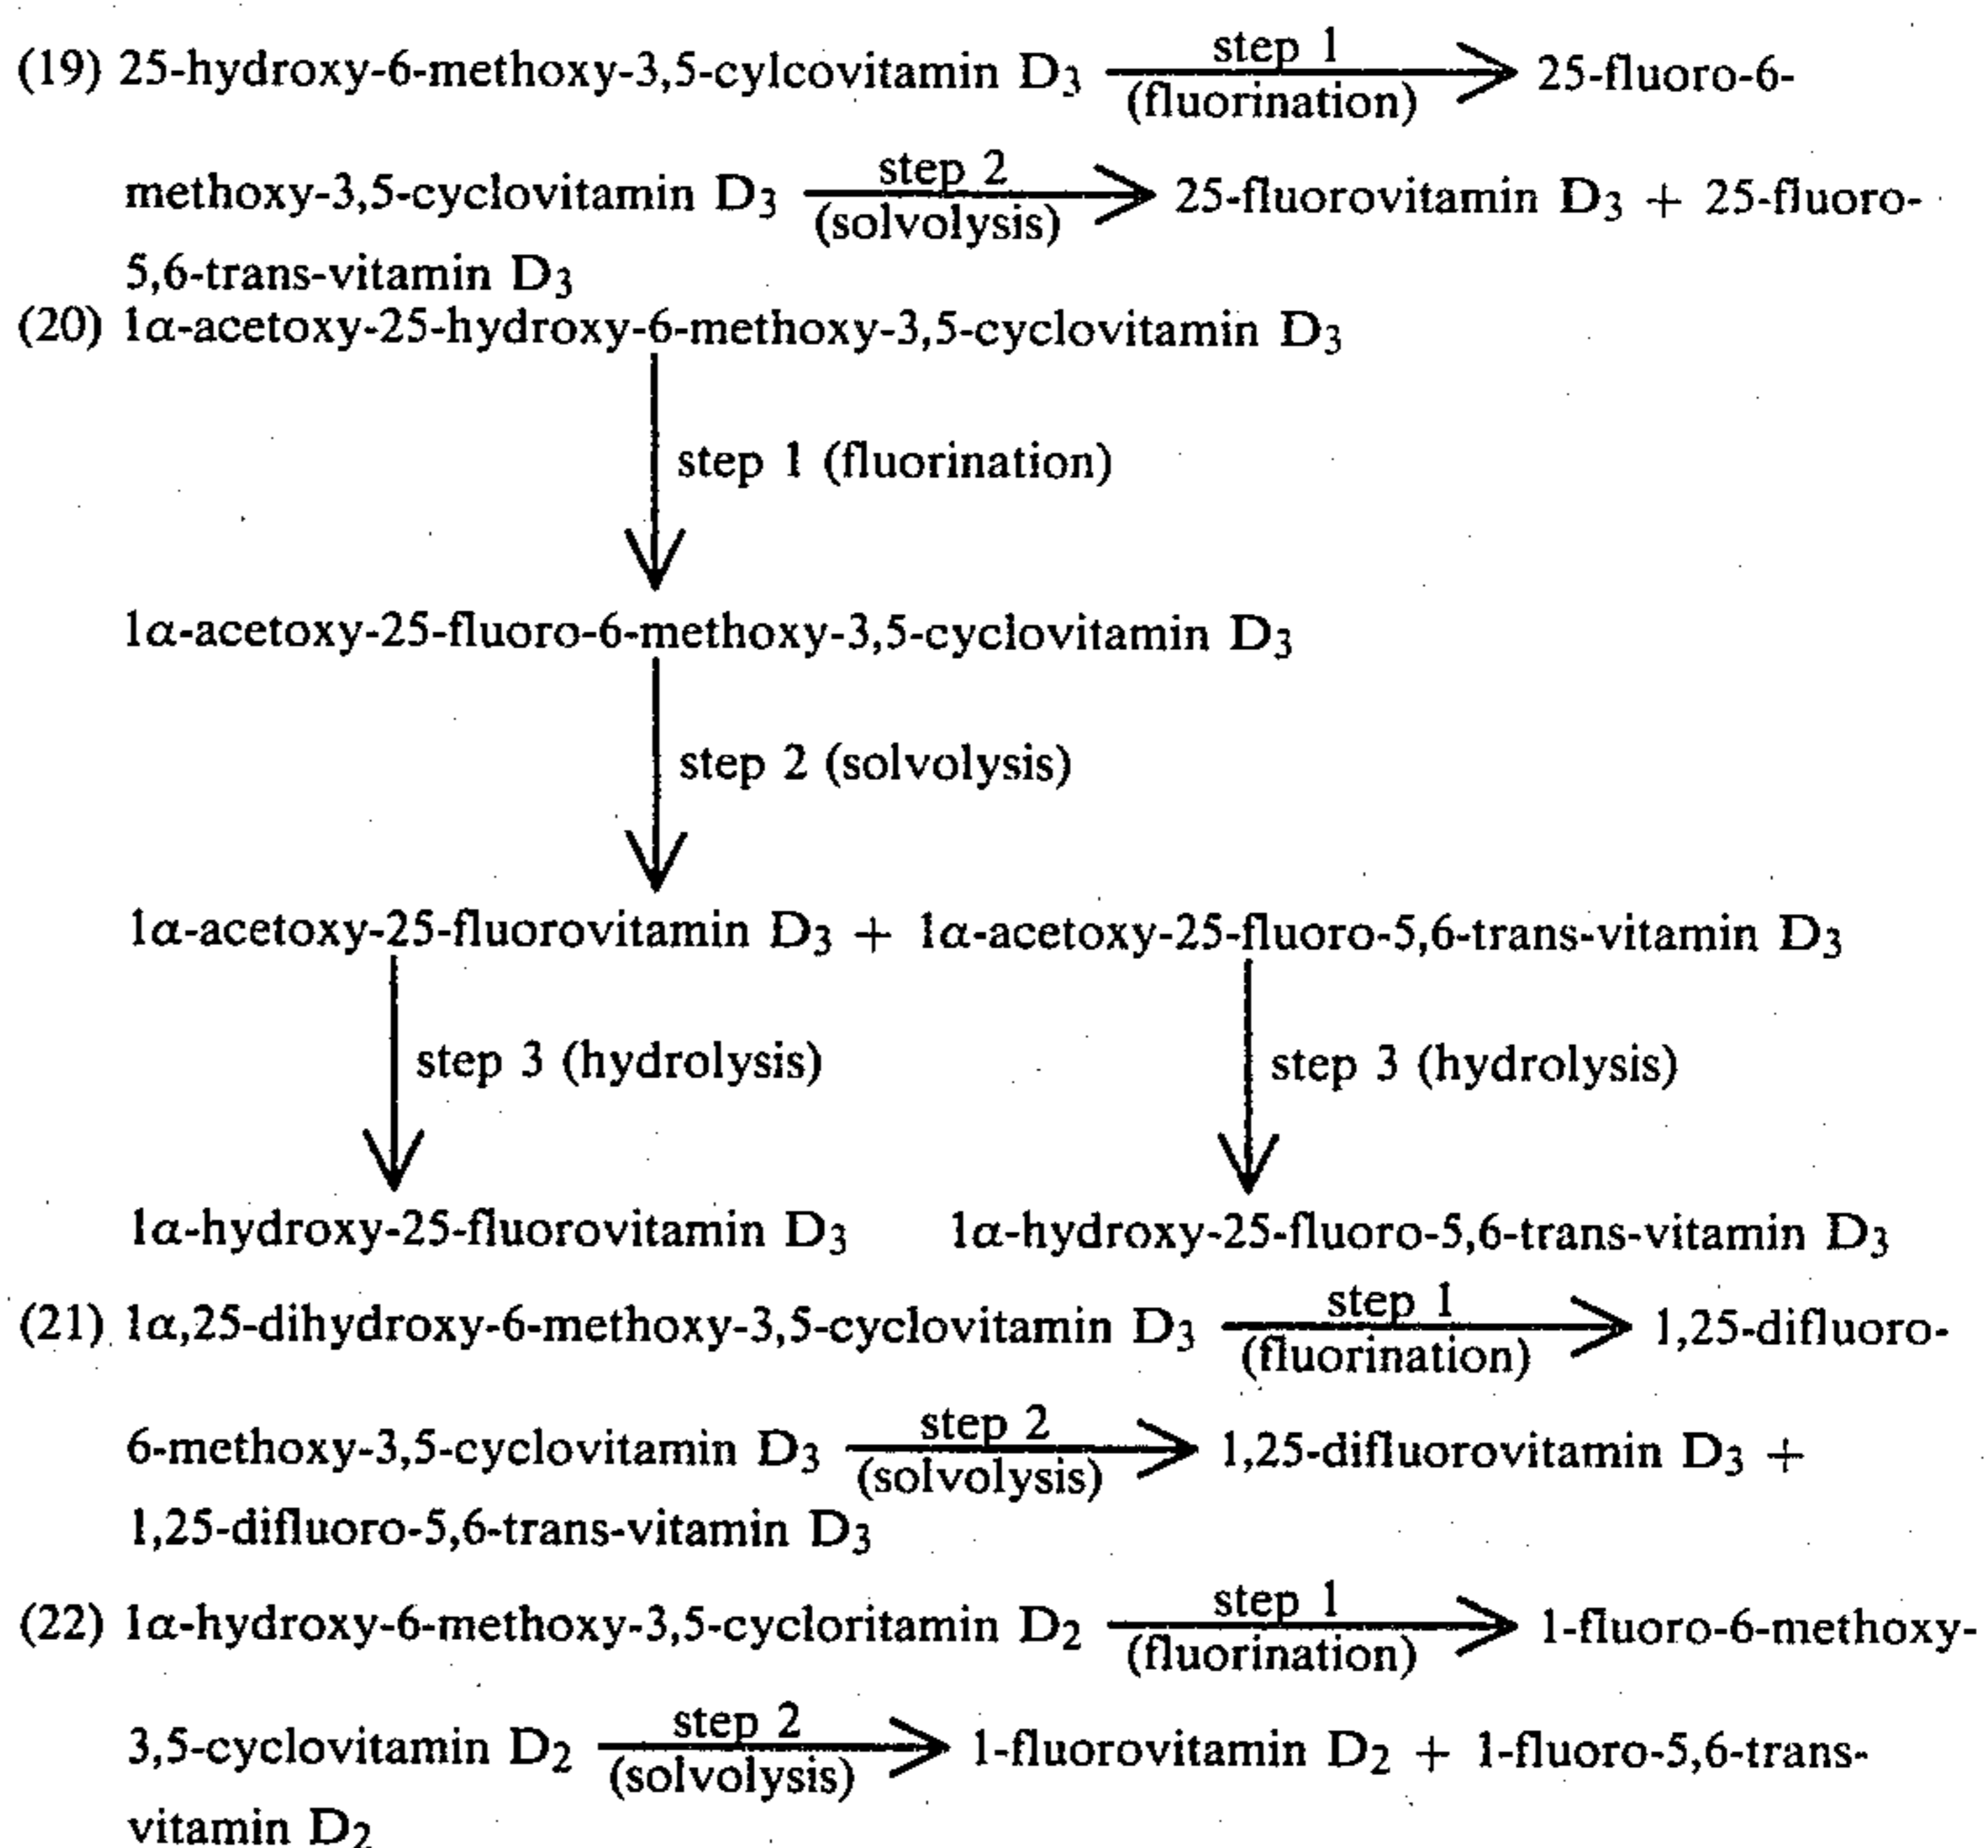 (19) 25-hydroxy-6-methoxy-3,5-cylcovitamin D3 step 1 (fluorination) 25-fluoro-6-
methoxy-3,5-cyclovitamin D3 step 2 (solvolysis) 25-fluorovitamin D3 + 25-fluoro-
5,6-trans-vitamin D3
(20) 1α-acetoxy-25-hydroxy-6-methoxy-3,5-cyclovitamin D3
step 1 (fluorination)
1α-acetoxy-25-fluoro-6-methoxy-3,5-cyclovitamin D3
step 2 (solvolysis)
1α-acetoxy-25-fluorovitamin D3 + 1α-acetoxy-25-fluoro-5,6-trans-vitamin D3
step 3 (hydrolysis) step 3 (hydrolysis)
1α-hydroxy-25-fluorovitamin D3 1α-hydroxy-25-fluoro-5,6-trans-vitamin D3
(21) 1α,25-dihydroxy-6-methoxy-3,5-cyclovitamin D3 step 1 (fluorination) 1,25-difluoro-
6-methoxy-3,5-cyclovitamin D3 step 2 (solvolysis) 1,25-difluorovitamin D3 +
1,25-difluoro-5,6-trans-vitamin D3
(22) 1α-hydroxy-6-methoxy-3,5-cycloritamin D2 step 1 (fluorination) 1-fluoro-6-methoxy-
3,5-cyclovitamin D2 step 2 (solvolysis) 1-fluorovitamin D2 + 1-fluoro-5,6-trans-
vitamin D2